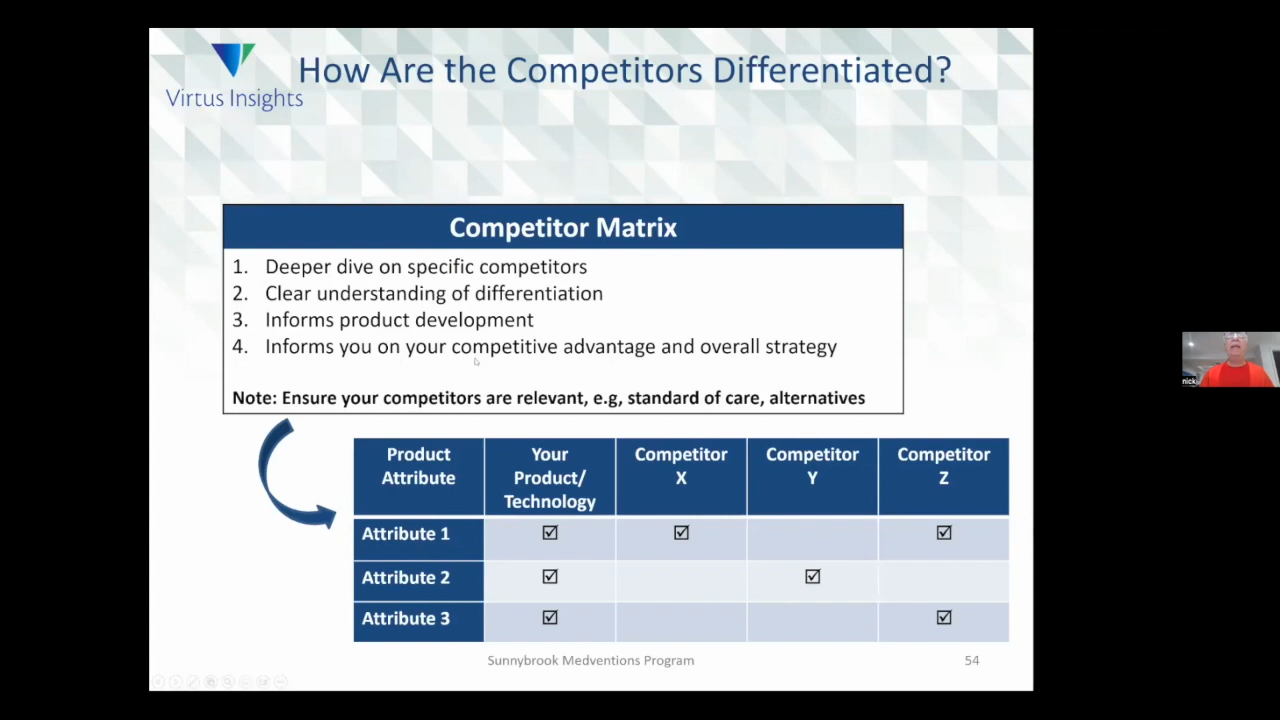 Virtus Insights
How Are the Competitors Differentiated?
Competitor Matrix
1. Deeper dive on specific competitors
2. Clear understanding of differentiation
3. Informs product development
4. Informs you on your competitive advantage and overall strategy
Note: Ensure your competitors are relevant, e.g, standard of care, alternatives
Product
Attribute
Your
Product/
Technology
Competitor
X
Competitor
Y
Competitor
Z
Attribute 1 ☑ ☑ ☑
Attribute 2 ☑ ☑
Attribute 3 ☑ ☑
Sunnybrook Medventions Program
54
nick